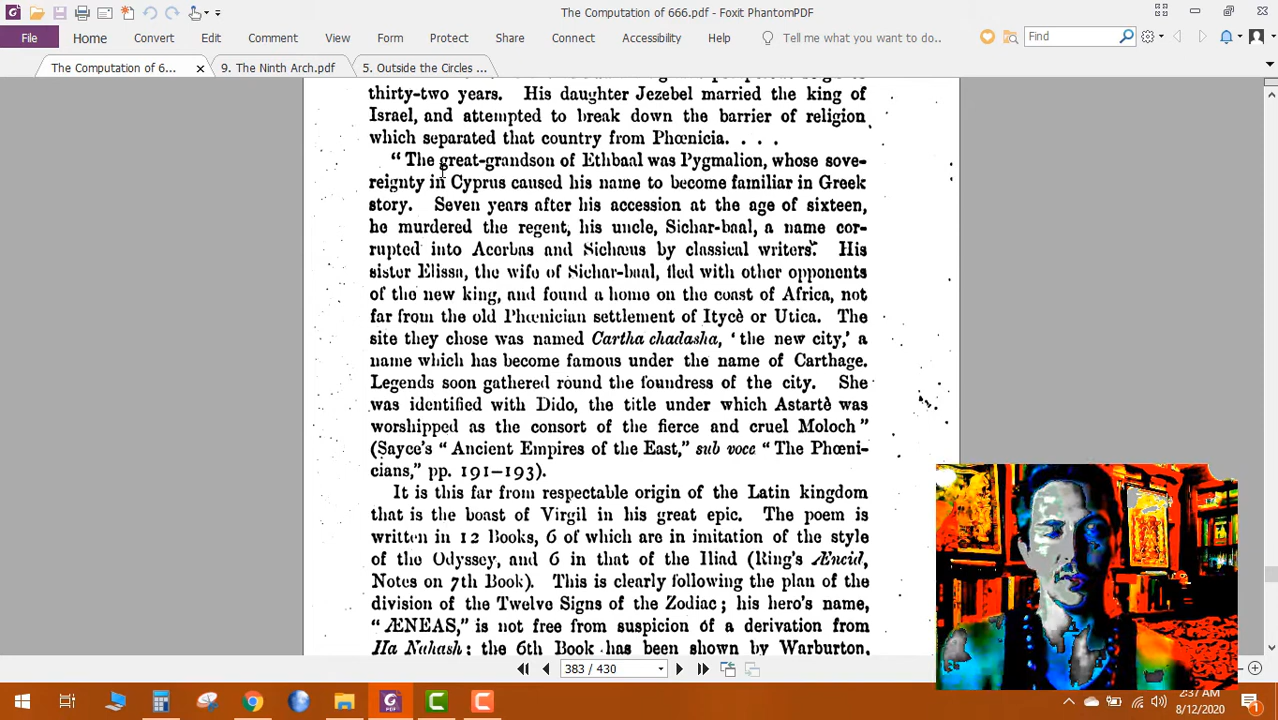 The Computation of 666.pdf - Foxit PhantomPDF
File Home Convert Edit Comment View Form Protect Share Connect Accessibility Help Tell me what you want to do.. Find
The Computation of 6... 9. The Ninth Arch.pdf 5. Outside the Circles ...
thirty-two years. His daughter Jezebel married the king of
Israel, and attempted to break down the barrier of religion
which separated that country from Phœnicia. . . .
“ The great-grandson of Ethbaal was Pygmalion, whose sove-
reignty in Cyprus caused his name to become familiar in Greek
story. Seven years after his accession at the age of sixteen,
he murdered the regent, his uncle, Sichar-baal, a name cor-
rupted into Acerbas and Sichæus by classical writers. His
sister Elissa, the wife of Sichar-baal, fled with other opponents
of the new king, and found a home on the coast of Africa, not
far from the old Phœnician settlement of Itycè or Utica. The
site they chose was named Cartha chadasha, ‘ the new city,’ a
name which has become famous under the name of Carthage.
Legends soon gathered round the foundress of the city. She
was identified with Dido, the title under which Astartè was
worshipped as the consort of the fierce and cruel Moloch ”
(Sayce’s “ Ancient Empires of the East,” sub voce “ The Phœni-
cians,” pp. 191–193).
It is this far from respectable origin of the Latin kingdom
that is the boast of Virgil in his great epic. The poem is
written in 12 Books, 6 of which are in imitation of the style
of the Odyssey, and 6 in that of the Iliad (Ring’s Æneid,
Notes on 7th Book). This is clearly following the plan of the
division of the Twelve Signs of the Zodiac ; his hero’s name,
“ ÆNEAS,” is not free from suspicion of a derivation from
Ha Nahash ; the 6th Book has been shown by Warburton,
383 / 430
2:37 AM
8/12/2020